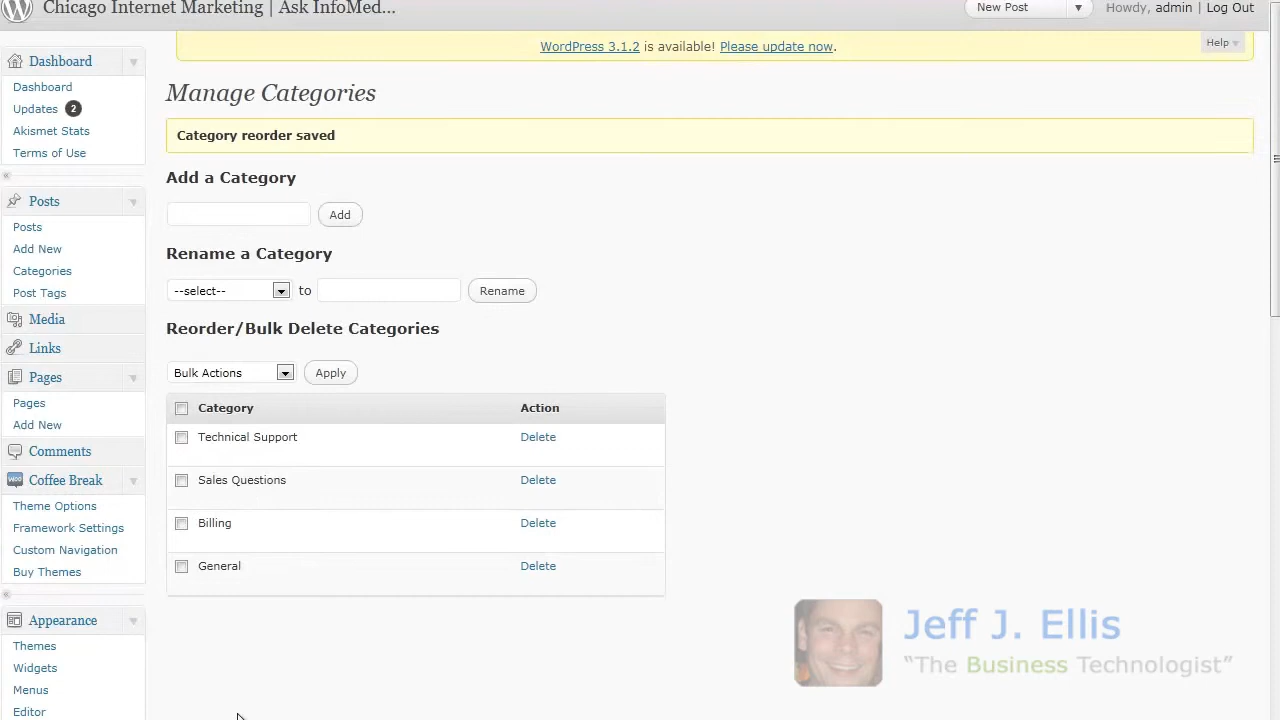 Chicago Internet Marketing | Ask InfoMed...
New Post
Howdy, admin | Log Out
WordPress 3.1.2 is available! Please update now.
Help
Dashboard
Dashboard
Updates 2
Akismet Stats
Terms of Use
Posts
Posts
Add New
Categories
Post Tags
Media
Links
Pages
Pages
Add New
Comments
WOO Coffee Break
Theme Options
Framework Settings
Custom Navigation
Buy Themes
Appearance
Themes
Widgets
Menus
Editor
Manage Categories
Category reorder saved
Add a Category
Add
Rename a Category
--select-- to Rename
Reorder/Bulk Delete Categories
Bulk Actions Apply
Category Action
Technical Support Delete
Sales Questions Delete
Billing Delete
General Delete
Jeff J. Ellis
“The Business Technologist”